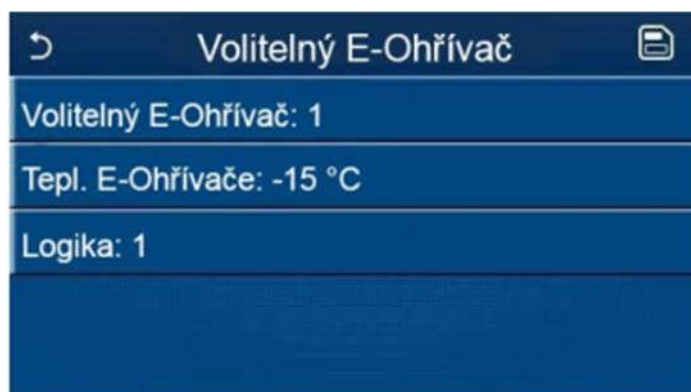 Volitelný E-Ohřívač
Volitelný E-Ohřívač: 1
Tepl. E-Ohřívače: -15 °C
Logika: 1